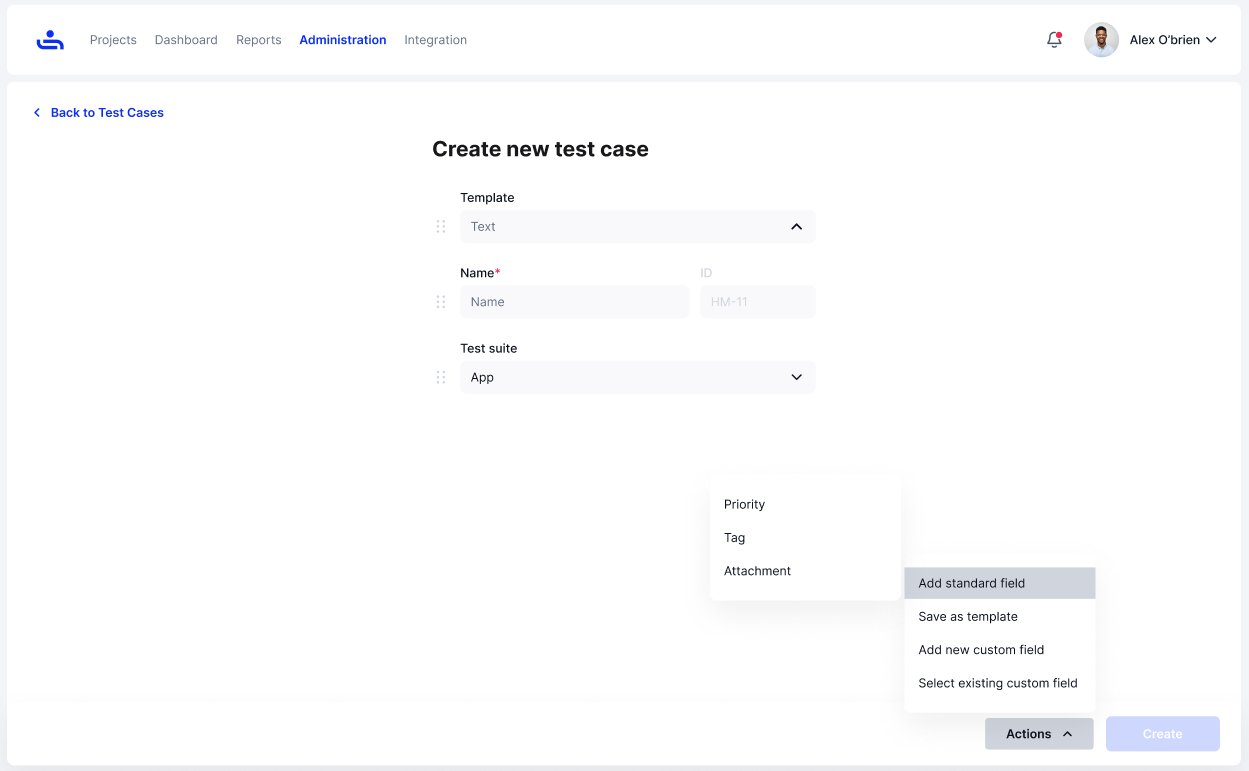 Projects Dashboard Reports Administration Integration Alex O'brien
Back to Test Cases
Create new test case
Template
Text
Name* ID
Name HM-11
Test suite
App
Priority
Tag
Attachment
Add standard field
Save as template
Add new custom field
Select existing custom field
Actions Create